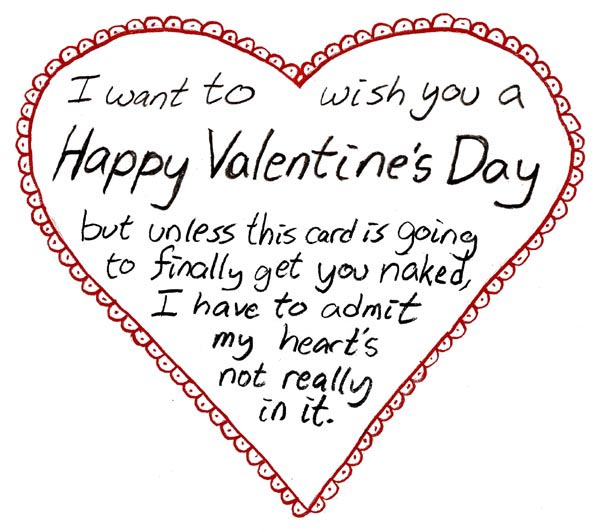 I want to wish you a
Happy Valentine's Day
but unless this card is going
to finally get you naked,
I have to admit
my heart's
not really
in it.